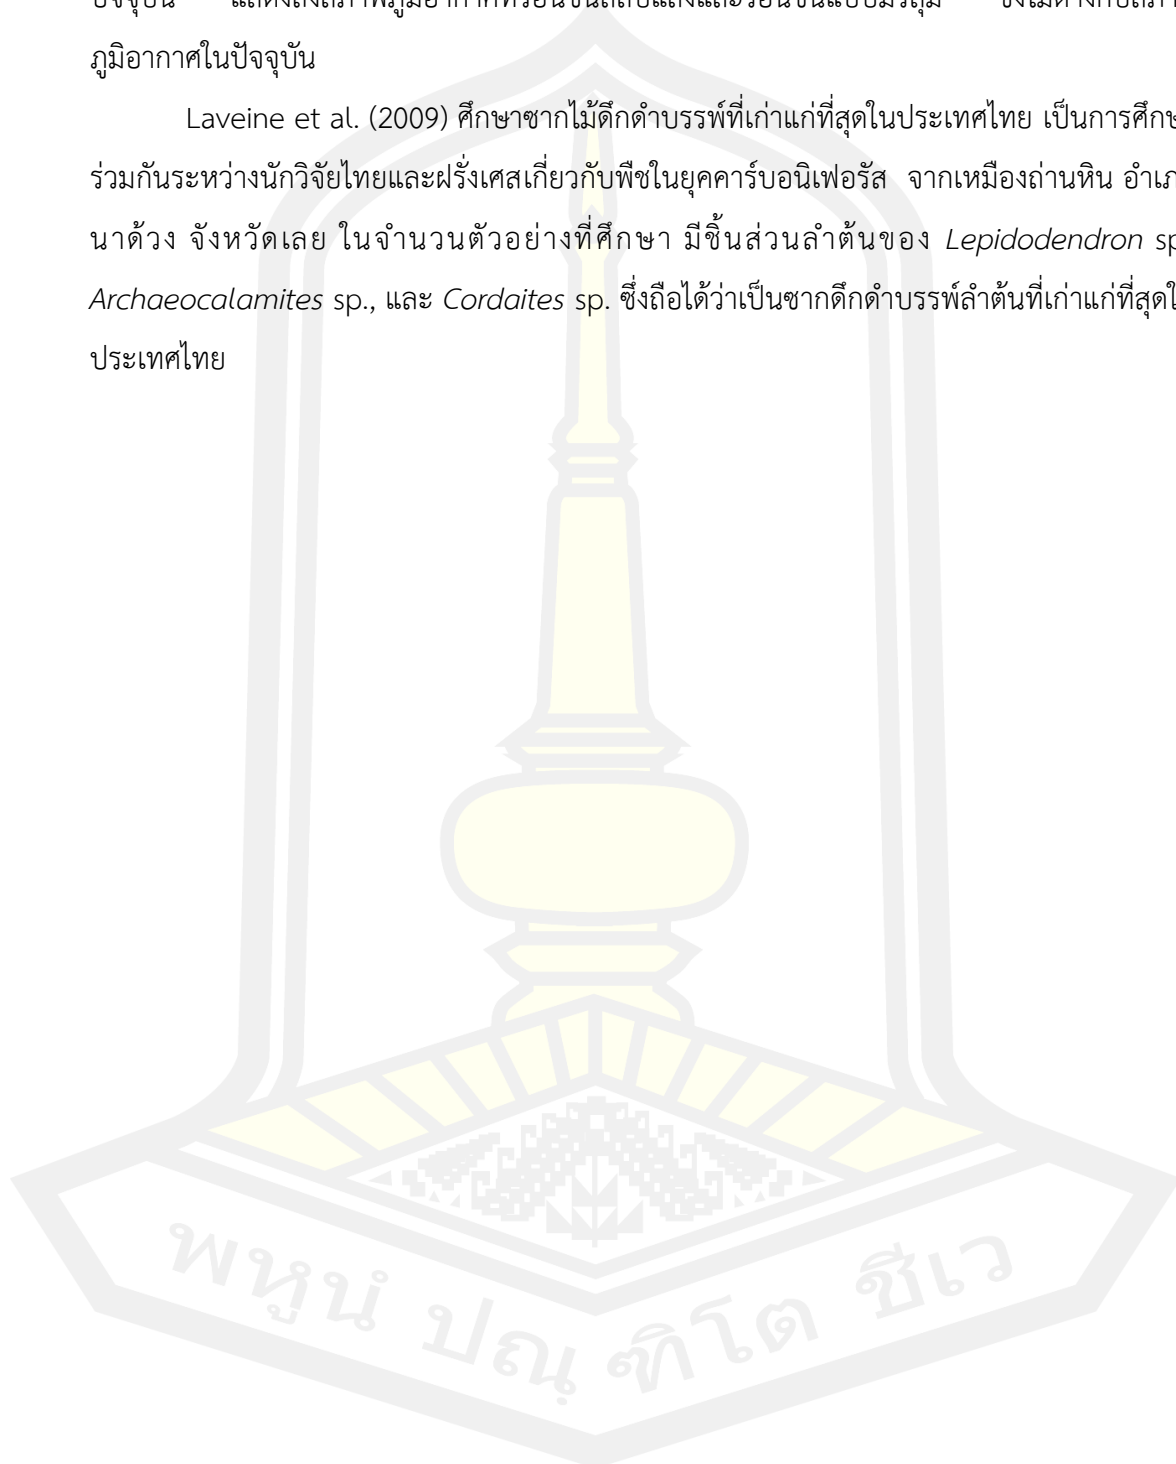 ภูมิอากาศในปัจจุบัน
Laveine et al. (2009) ศึกษาซากไม้ดึกดำบรรพ์ที่เก่าแก่ที่สุดในประเทศไทย เป็นการศึกษ
ร่วมกันระหว่างนักวิจัยไทยและฝรั่งเศสเกี่ยวกับพืชในยุคคาร์บอนิเฟอรัส จากเหมืองถ่านหิน อำเภ
นาด้วง จังหวัดเลย ในจำนวนตัวอย่างที่ศึกษา มีชิ้นส่วนลำต้นของ Lepidodendron sp
Archaeocalamites sp., และ Cordaites sp. ซึ่งถือได้ว่าเป็นซากดึกดำบรรพ์ลำต้นที่เก่าแก่ที่สุดใ
ประเทศไทย
พหูนํ ปณฺฑิโต ชีเว